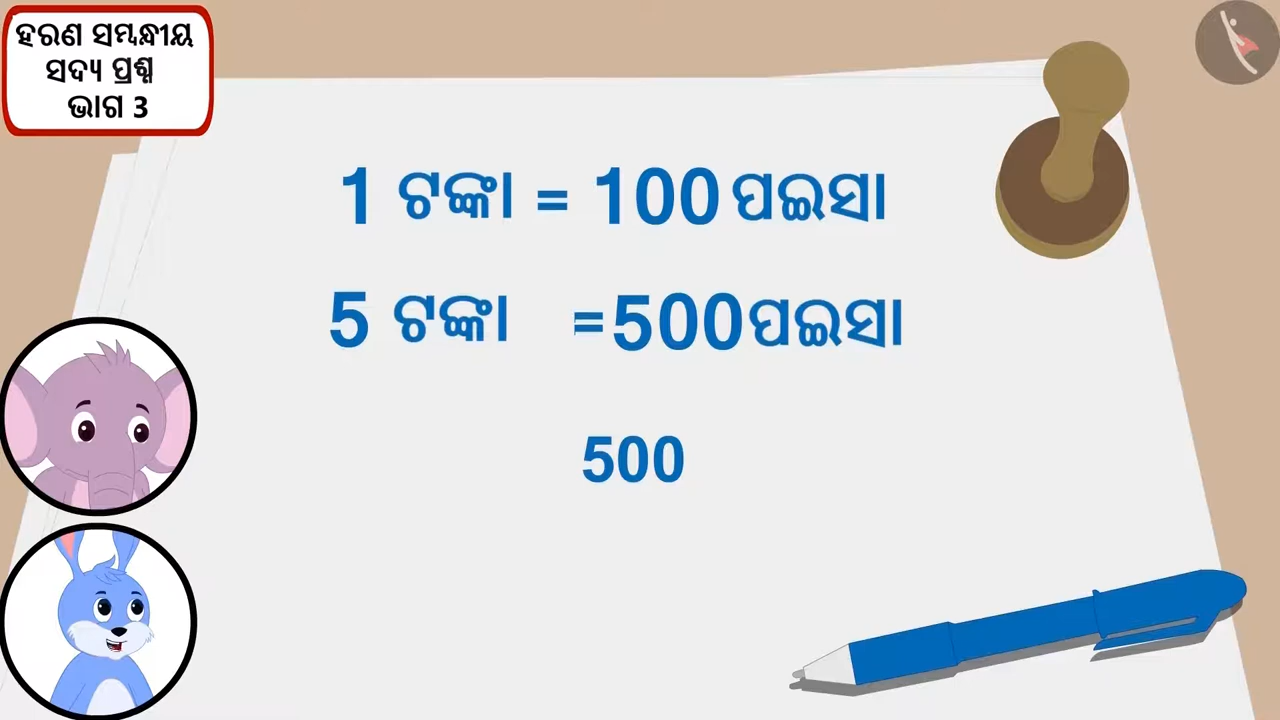 ହରଣ ସମ୍ବନ୍ଧୀୟ
ସଦ୍ୟ ପ୍ରଶ୍ନ
ଭାଗ 3
1 ଟଙ୍କା = 100 ପଇସା
5 ଟଙ୍କା =500ପଇସା
500